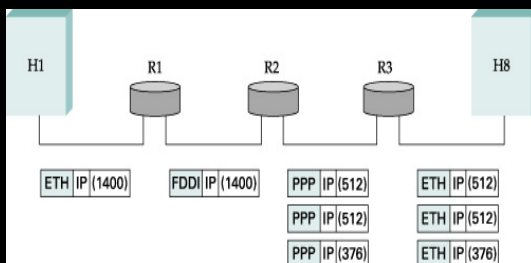 H1 R1 R2 R3 H8
ETH IP (1400) FDDI IP (1400) PPP IP (512) ETH IP (512)
PPP IP (512) ETH IP (512)
PPP IP (376) ETH IP (376)